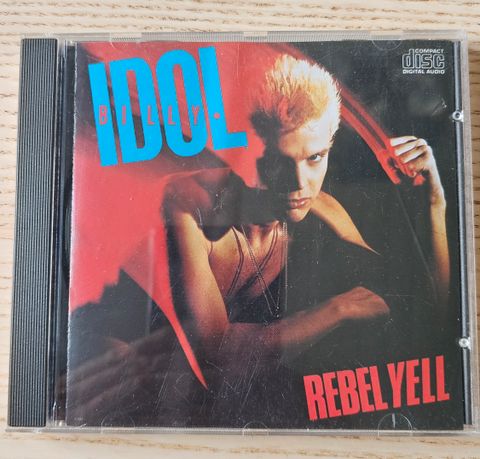 IDOL
BILLY
COMPACT
disc
DIGITAL AUDIO
REBEL YELL